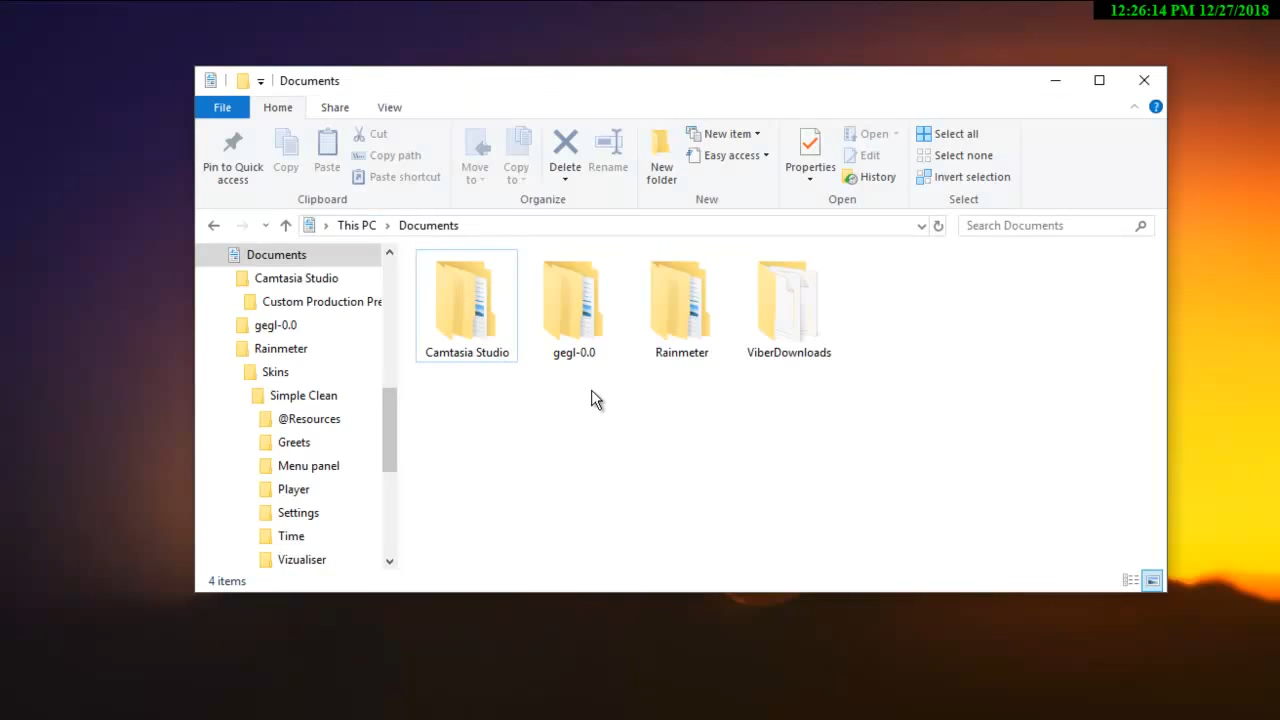 12:26:14 PM 12/27/2018
Documents
File Home Share View
Pin to Quick access
Copy
Paste
Cut
Copy path
Paste shortcut
Clipboard
Move to
Copy to
Delete
Rename
Organize
New folder
New item
Easy access
New
Properties
Open
Edit
History
Open
Select all
Select none
Invert selection
Select
This PC Documents
Search Documents
Documents
Camtasia Studio
Custom Production Pre
gegl-0.0
Rainmeter
Skins
Simple Clean
@Resources
Greets
Menu panel
Player
Settings
Time
Vizualiser
Camtasia Studio
gegl-0.0
Rainmeter
ViberDownloads
4 items